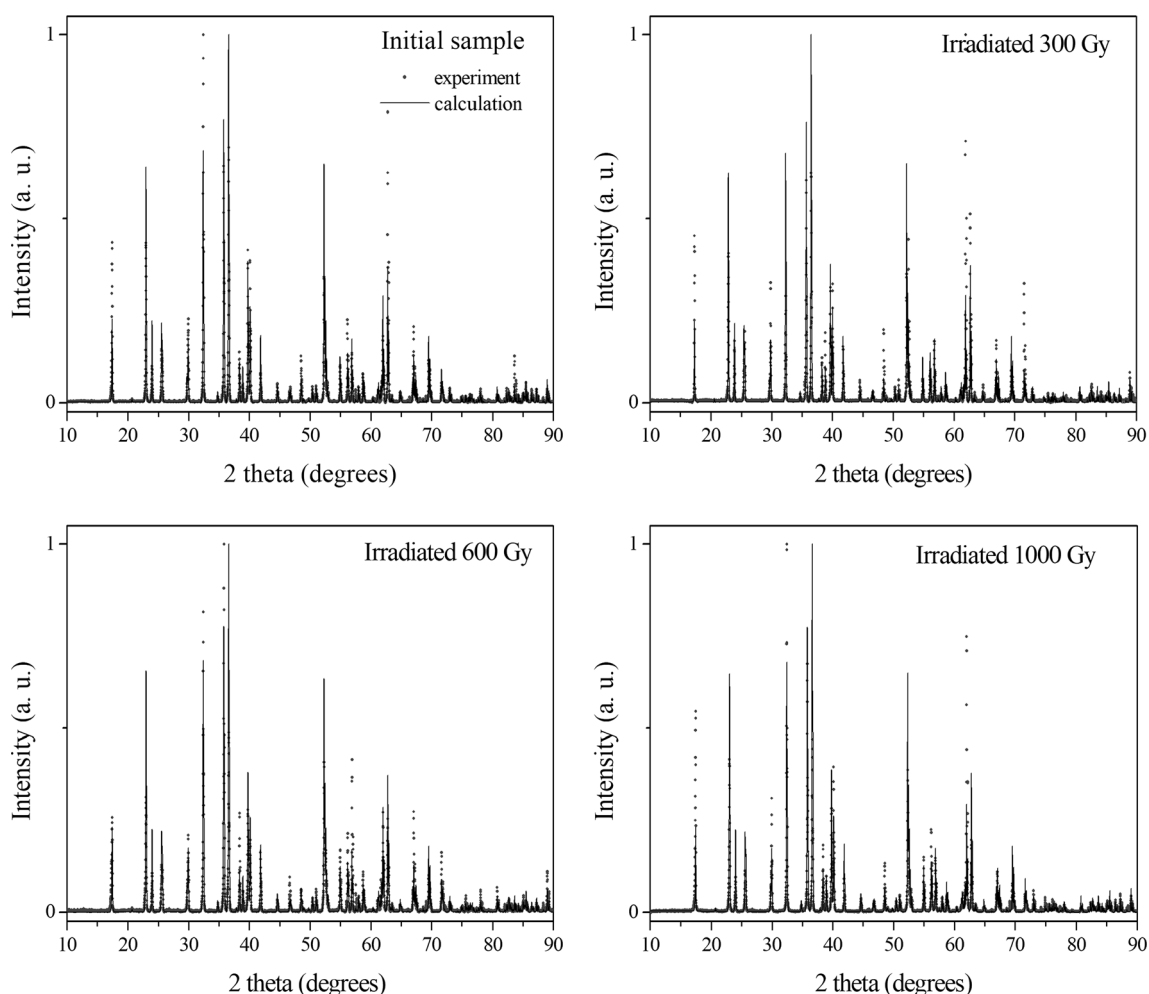 Initial sample
experiment
calculation
1
0
Intensity (a. u.)
10 20 30 40 50 60 70 80 90
2 theta (degrees)
Irradiated 300 Gy
1
0
Intensity (a. u.)
10 20 30 40 50 60 70 80 90
2 theta (degrees)
Irradiated 600 Gy
1
0
Intensity (a. u.)
10 20 30 40 50 60 70 80 90
2 theta (degrees)
Irradiated 1000 Gy
1
0
Intensity (a. u.)
10 20 30 40 50 60 70 80 90
2 theta (degrees)